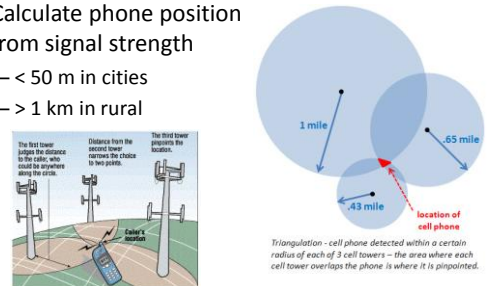 Calculate phone position
from signal strength
– < 50 m in cities
– > 1 km in rural
The first tower
judges the distance
to the caller, who
could be anywhere
along the circle.
Distance from the
second tower
narrows the choice
to two points.
The third tower
pinpoints the
location.
Caller's
location
1 mile
.65 mile
.43 mile
location of
cell phone
Triangulation - cell phone detected within a certain
radius of each of 3 cell towers – the area where each
cell tower overlaps the phone is where it is pinpointed.